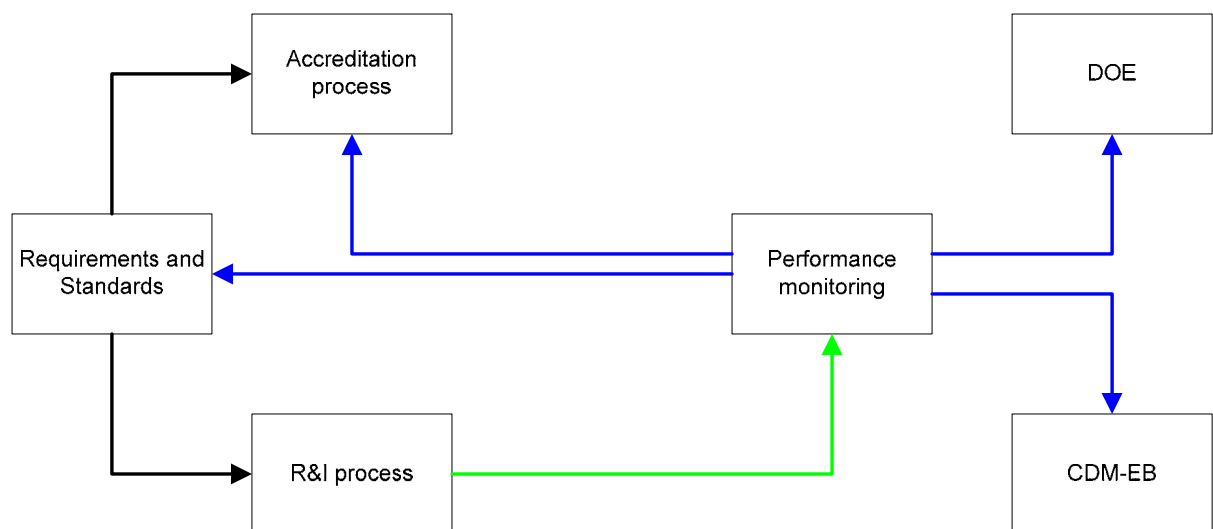 Accreditation
process
DOE
Requirements and
Standards
Performance
monitoring
R&I process
CDM-EB